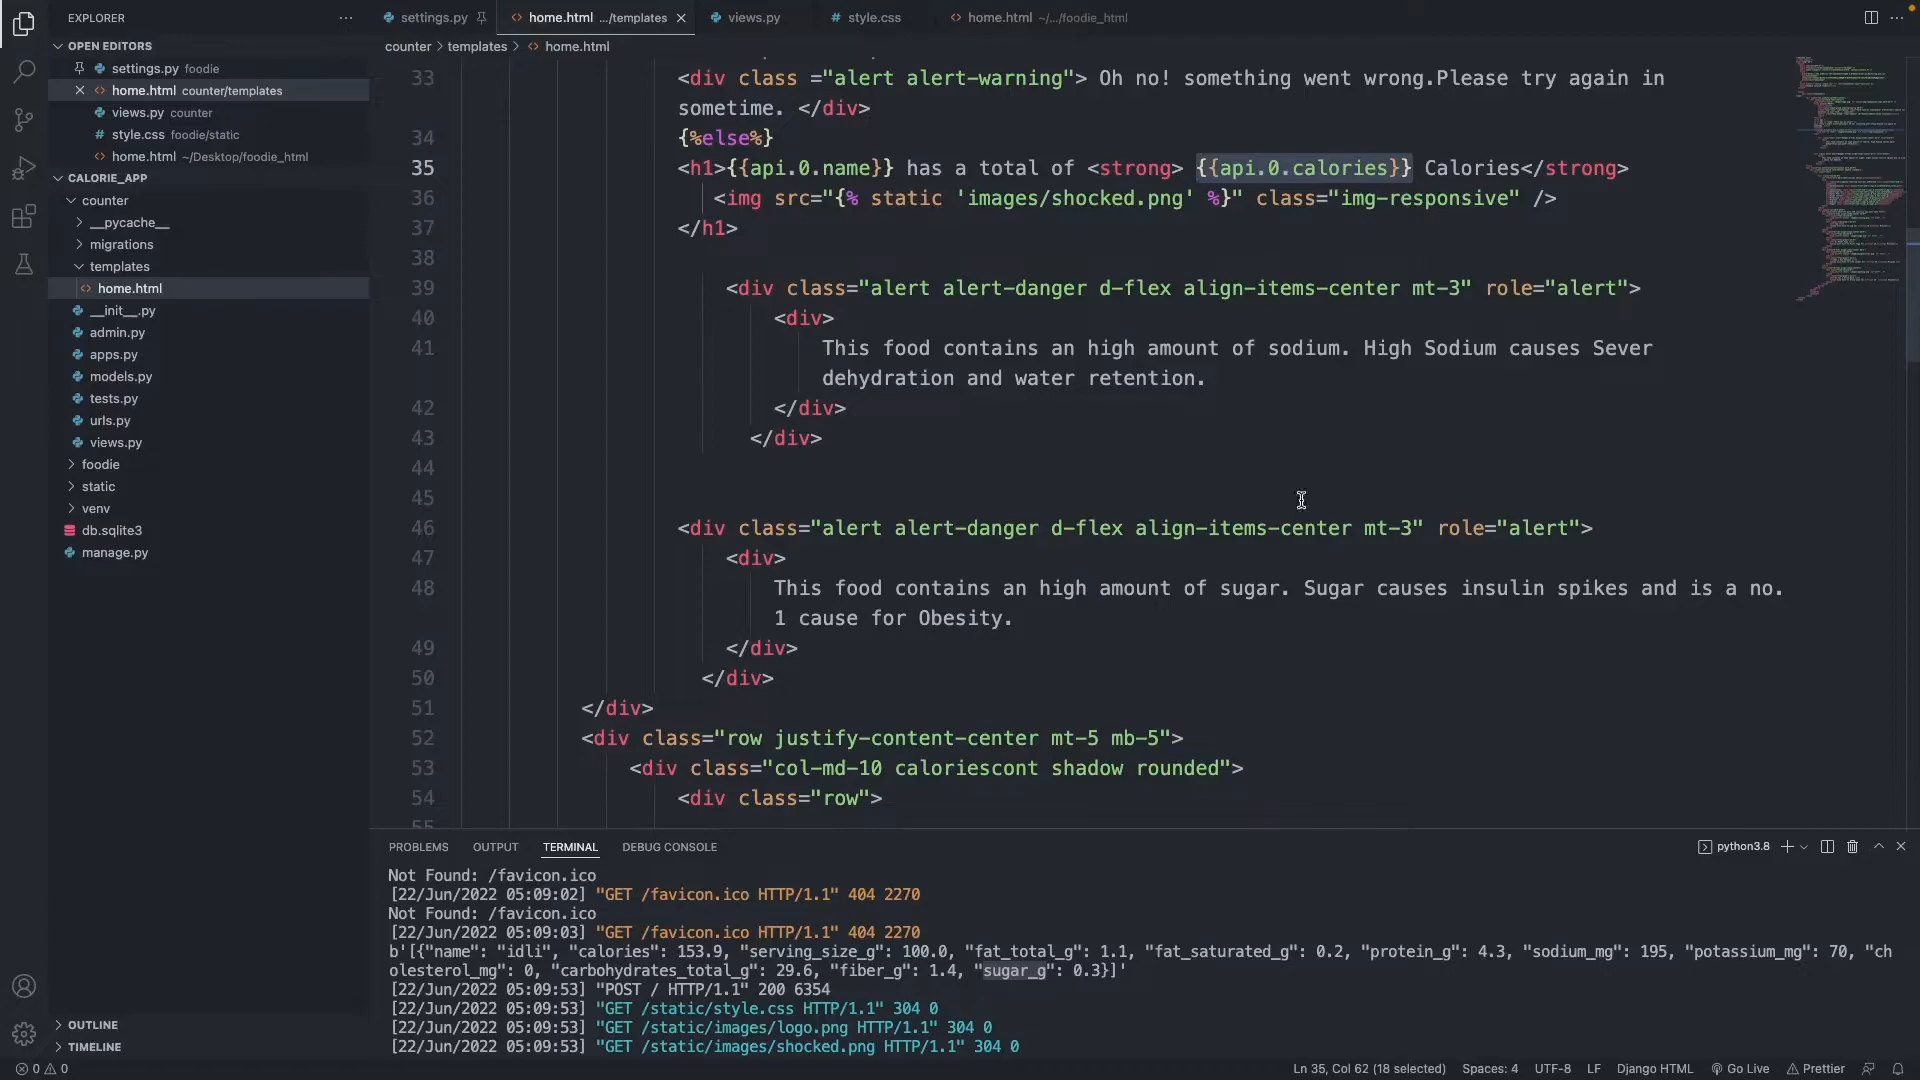 EXPLORER
settings.py
home.html .../templates
views.py
# style.css
home.html ~/.../foodie_html
OPEN EDITORS
counter > templates > home.html
settings.py foodie
home.html counter/templates
views.py counter
# style.css foodie/static
home.html ~/Desktop/foodie_html
CALORIE_APP
counter
__pycache__
migrations
templates
home.html
__init__.py
admin.py
apps.py
models.py
tests.py
urls.py
views.py
foodie
static
venv
db.sqlite3
manage.py
OUTLINE
TIMELINE
33 <div class ="alert alert-warning"> Oh no! something went wrong.Please try again in
sometime. </div>
34 {%else%}
35 <h1>{{api.0.name}} has a total of <strong> {{api.0.calories}} Calories</strong>
36 <img src="{% static 'images/shocked.png' %}" class="img-responsive" />
37 </h1>
38
39 <div class="alert alert-danger d-flex align-items-center mt-3" role="alert">
40 <div>
41 This food contains an high amount of sodium. High Sodium causes Sever
dehydration and water retention.
42 </div>
43 </div>
44
45
46 <div class="alert alert-danger d-flex align-items-center mt-3" role="alert">
47 <div>
48 This food contains an high amount of sugar. Sugar causes insulin spikes and is a no.
1 cause for Obesity.
49 </div>
50 </div>
51 </div>
52 <div class="row justify-content-center mt-5 mb-5">
53 <div class="col-md-10 caloriescont shadow rounded">
54 <div class="row">
55
PROBLEMS OUTPUT TERMINAL DEBUG CONSOLE
python3.8
Not Found: /favicon.ico
[22/Jun/2022 05:09:02] "GET /favicon.ico HTTP/1.1" 404 2270
Not Found: /favicon.ico
[22/Jun/2022 05:09:03] "GET /favicon.ico HTTP/1.1" 404 2270
b'[{"name": "idli", "calories": 153.9, "serving_size_g": 100.0, "fat_total_g": 1.1, "fat_saturated_g": 0.2, "protein_g": 4.3, "sodium_mg": 195, "potassium_mg": 70, "ch
olesterol_mg": 0, "carbohydrates_total_g": 29.6, "fiber_g": 1.4, "sugar_g": 0.3}]'
[22/Jun/2022 05:09:53] "POST / HTTP/1.1" 200 6354
[22/Jun/2022 05:09:53] "GET /static/style.css HTTP/1.1" 304 0
[22/Jun/2022 05:09:53] "GET /static/images/logo.png HTTP/1.1" 304 0
[22/Jun/2022 05:09:53] "GET /static/images/shocked.png HTTP/1.1" 304 0
0 0
Ln 35, Col 62 (18 selected) Spaces: 4 UTF-8 LF Django HTML Go Live Prettier